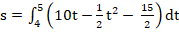 s = ∫₄⁵ (10t − ½t² − 15/2) dt